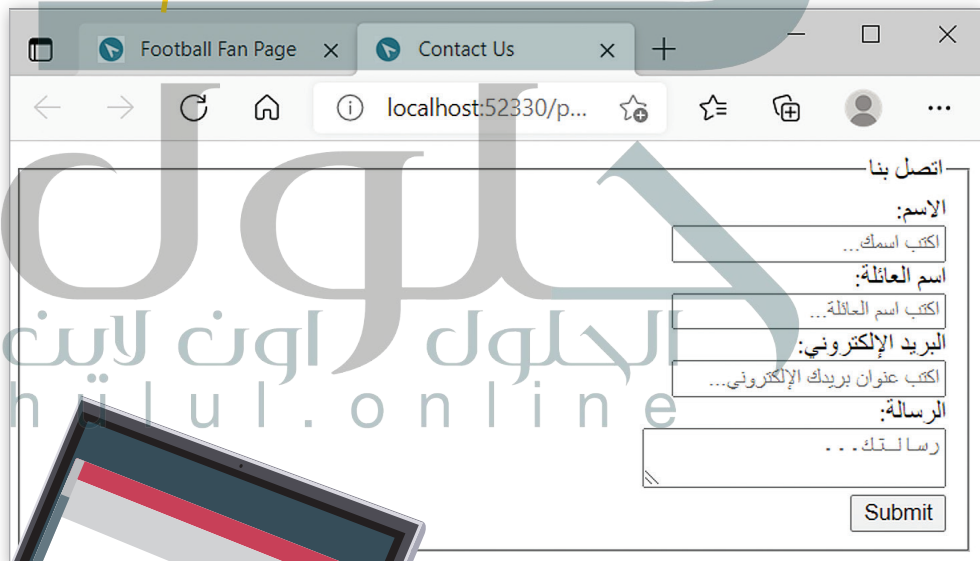 Football Fan Page
Contact Us
localhost:52330/p...
اتصل بنا
الاسم:
اكتب اسمك...
اسم العائلة:
اكتب اسم العائلة...
البريد الإلكتروني:
اكتب عنوان بريدك الإلكتروني...
الرسالة:
رسالتك...
Submit
حلول
الحلول اون لاين
hulul.online